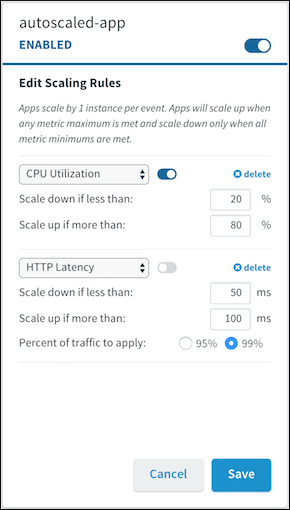 autoscaled-app
ENABLED
Edit Scaling Rules
Apps scale by 1 instance per event. Apps will scale up when
any metric maximum is met and scale down only when all
metric minimums are met.
CPU Utilization delete
Scale down if less than: 20 %
Scale up if more than: 80 %
HTTP Latency delete
Scale down if less than: 50 ms
Scale up if more than: 100 ms
Percent of traffic to apply: 95% 99%
Cancel Save